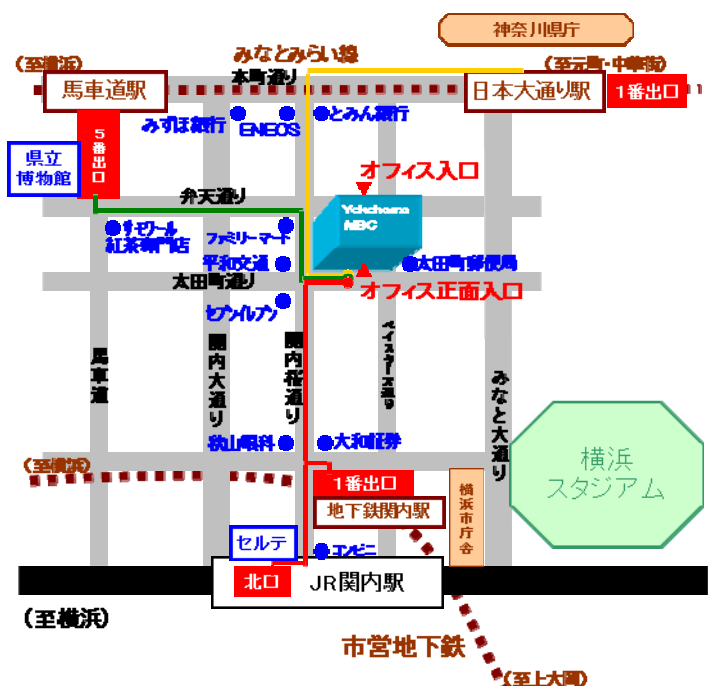 神奈川県庁
みなとみらい線
(至横浜)
本町通り
(至元町・中華街)
馬車道駅
日本大通り駅
1番出口
みずほ銀行
ENEOS
とみん銀行
5番出口
県立
博物館
オフィス入口
弁天通り
Yokohama
MBC
サモワール
紅茶専門店
ファミリーマート
平和交通
太田町郵便局
太田町通り
オフィス正面入口
セブンイレブン
馬車道
関内大通り
関内桜通り
ベイスターズ通り
みなと大通り
秋山眼科
大和証券
横浜
スタジアム
(至横浜)
1番出口
地下鉄関内駅
横浜市庁舎
セルテ
コンビニ
北口
JR関内駅
(至横浜)
市営地下鉄
(至上大岡)